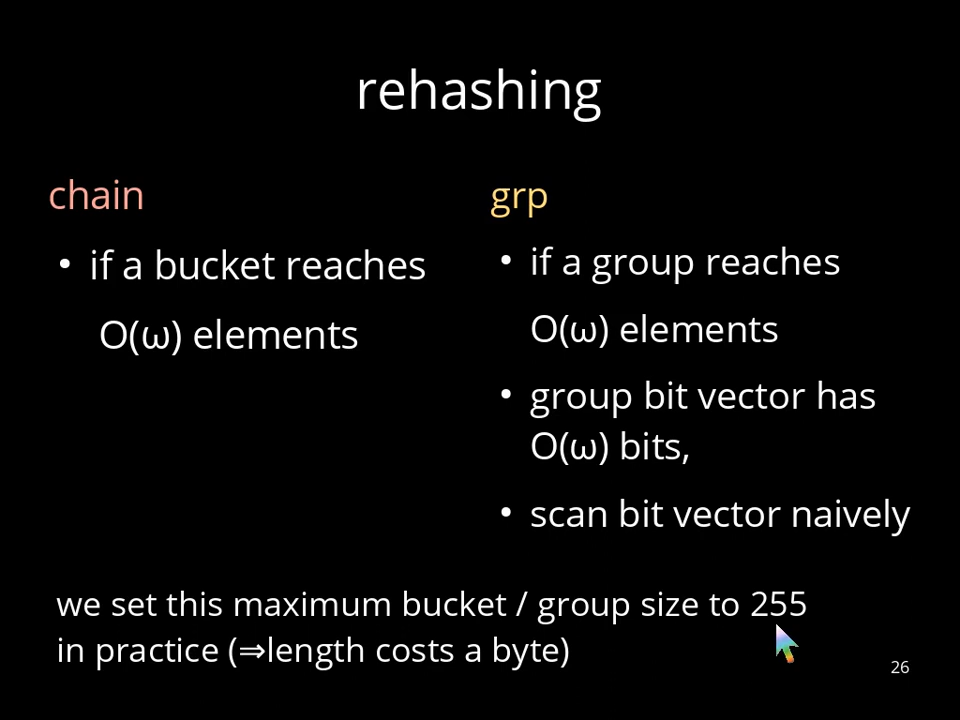 rehashing
chain
• if a bucket reaches
O(ω) elements
grp
• if a group reaches
O(ω) elements
• group bit vector has
O(ω) bits,
• scan bit vector naively
we set this maximum bucket / group size to 255
in practice (⇒length costs a byte)
26